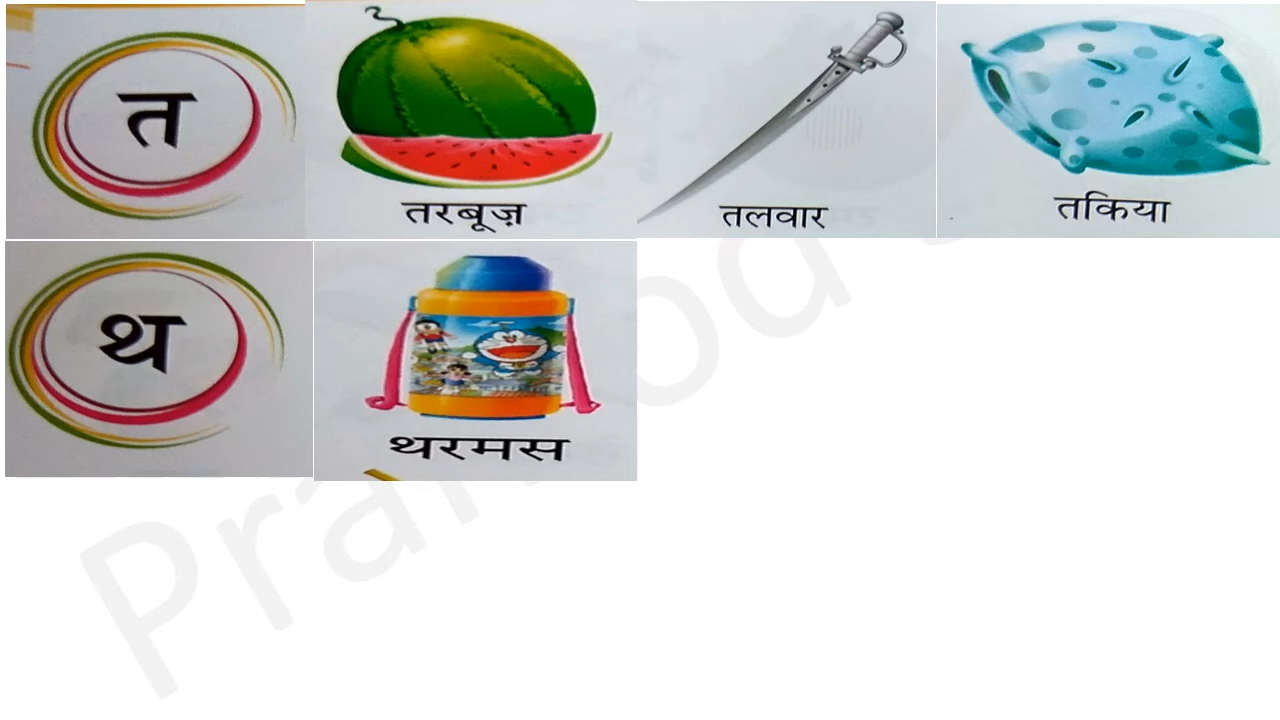 त
तरबूज़
तलवार
तकिया
थ
थरमस